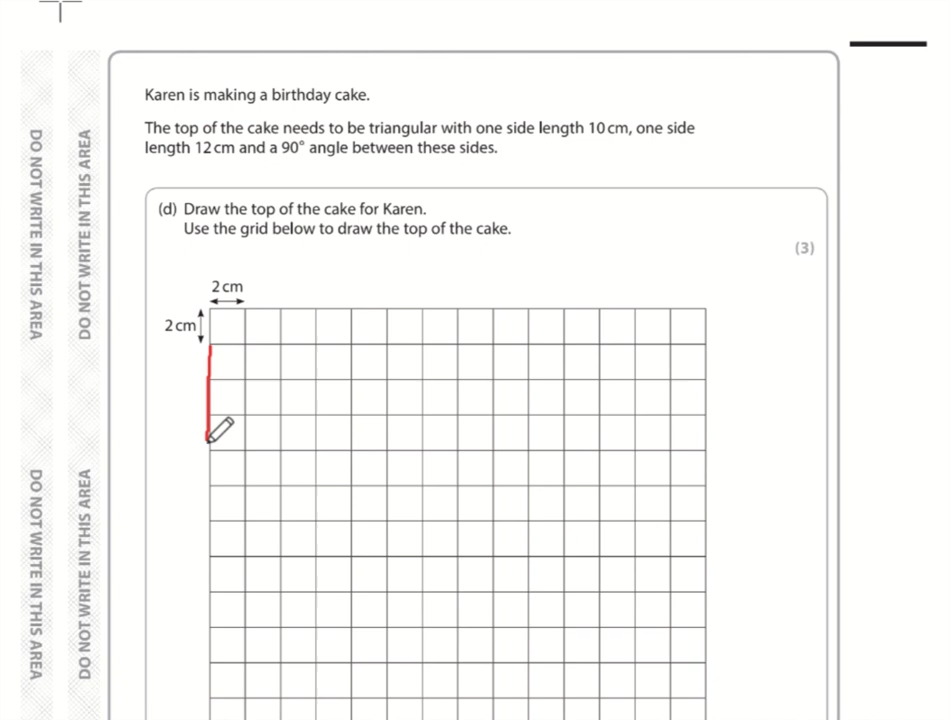 Karen is making a birthday cake.
The top of the cake needs to be triangular with one side length 10 cm, one side
length 12 cm and a 90° angle between these sides.
(d) Draw the top of the cake for Karen.
Use the grid below to draw the top of the cake.
(3)
2 cm
2 cm
DO NOT WRITE IN THIS AREA
DO NOT WRITE IN THIS AREA
DO NOT WRITE IN THIS AREA
DO NOT WRITE IN THIS AREA